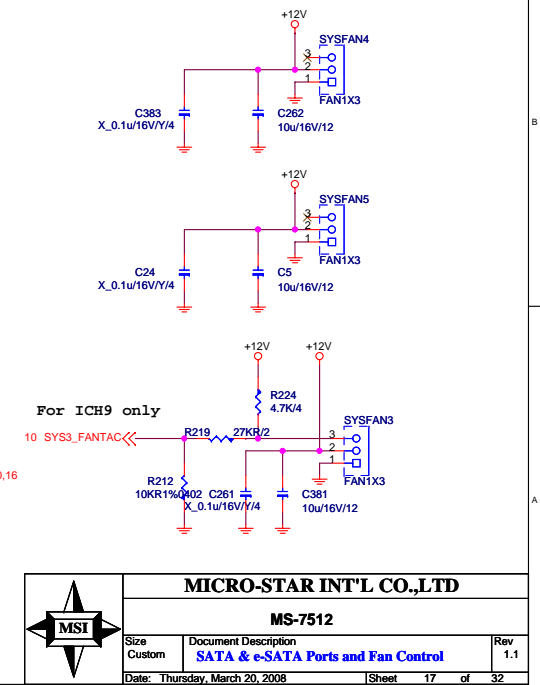 +12V
SYSFAN4
3
2
1
FAN1X3
C383
X_0.1u/16V/Y/4
C262
10u/16V/12
B
+12V
SYSFAN5
3
2
1
FAN1X3
C24
X_0.1u/16V/Y/4
C5
10u/16V/12
+12V
+12V
R224
4.7K/4
For ICH9 only
SYSFAN3
10 SYS3_FANTAC
R219 27KR/2
3
2
1
FAN1X3
0,16
R212
10KR1%0402
C261
X_0.1u/16V/Y/4
C381
10u/16V/12
A
MSI
MICRO-STAR INT'L CO.,LTD
MS-7512
Size
Custom
Document Description
SATA & e-SATA Ports and Fan Control
Rev
1.1
Date: Thursday, March 20, 2008
Sheet 17 of 32